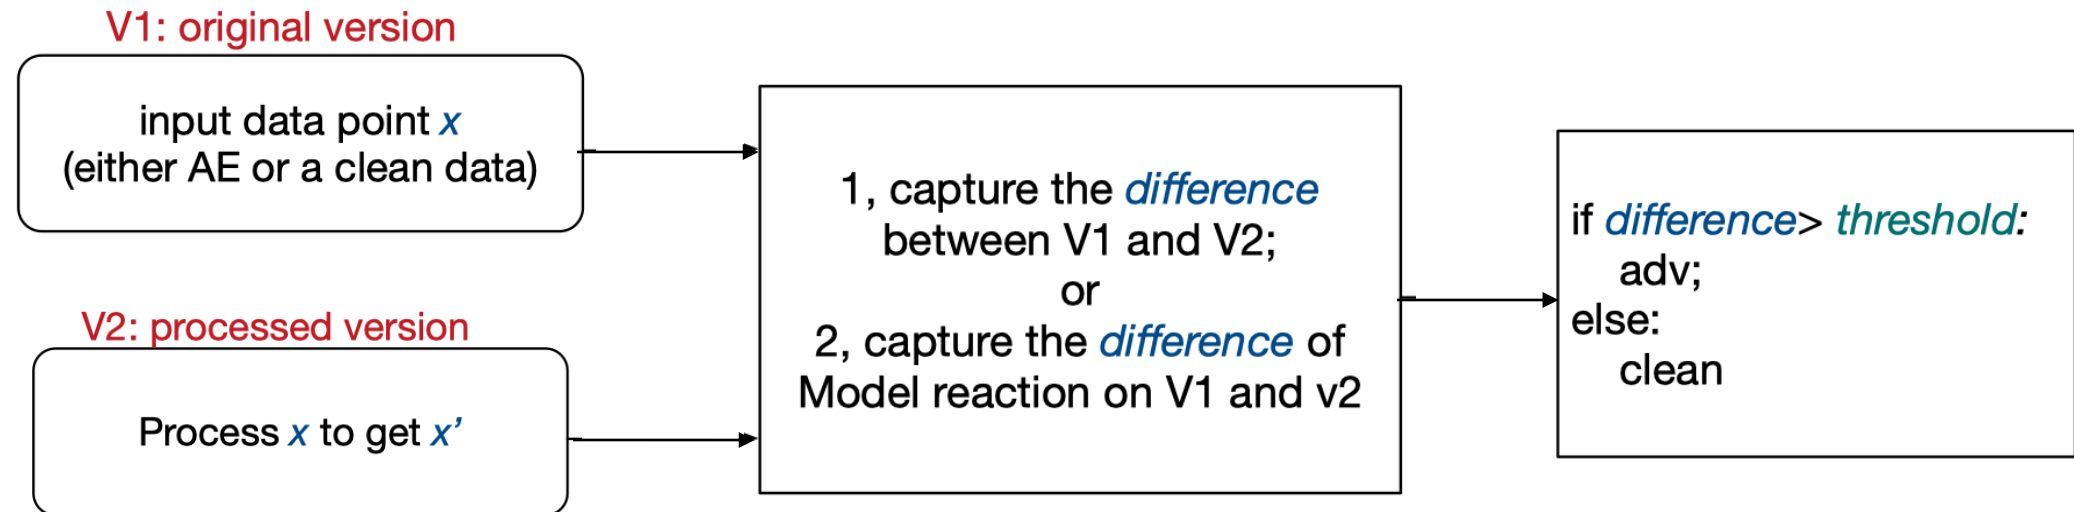 V1: original version
input data point x
(either AE or a clean data)
V2: processed version
Process x to get x’
1, capture the difference
between V1 and V2;
or
2, capture the difference of
Model reaction on V1 and v2
if difference> threshold:
adv;
else:
clean